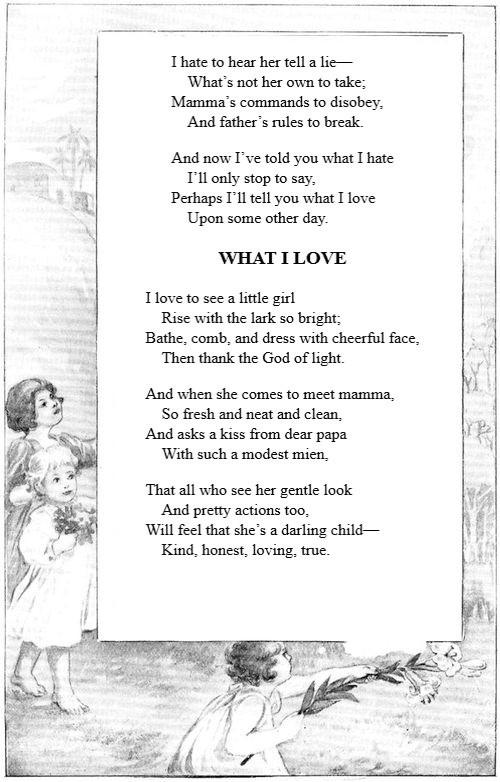 I hate to hear her tell a lie—
What’s not her own to take;
Mamma’s commands to disobey,
And father’s rules to break.
And now I’ve told you what I hate
I’ll only stop to say,
Perhaps I’ll tell you what I love
Upon some other day.
WHAT I LOVE
I love to see a little girl
Rise with the lark so bright;
Bathe, comb, and dress with cheerful face,
Then thank the God of light.
And when she comes to meet mamma,
So fresh and neat and clean,
And asks a kiss from dear papa
With such a modest mien,
That all who see her gentle look
And pretty actions too,
Will feel that she’s a darling child—
Kind, honest, loving, true.